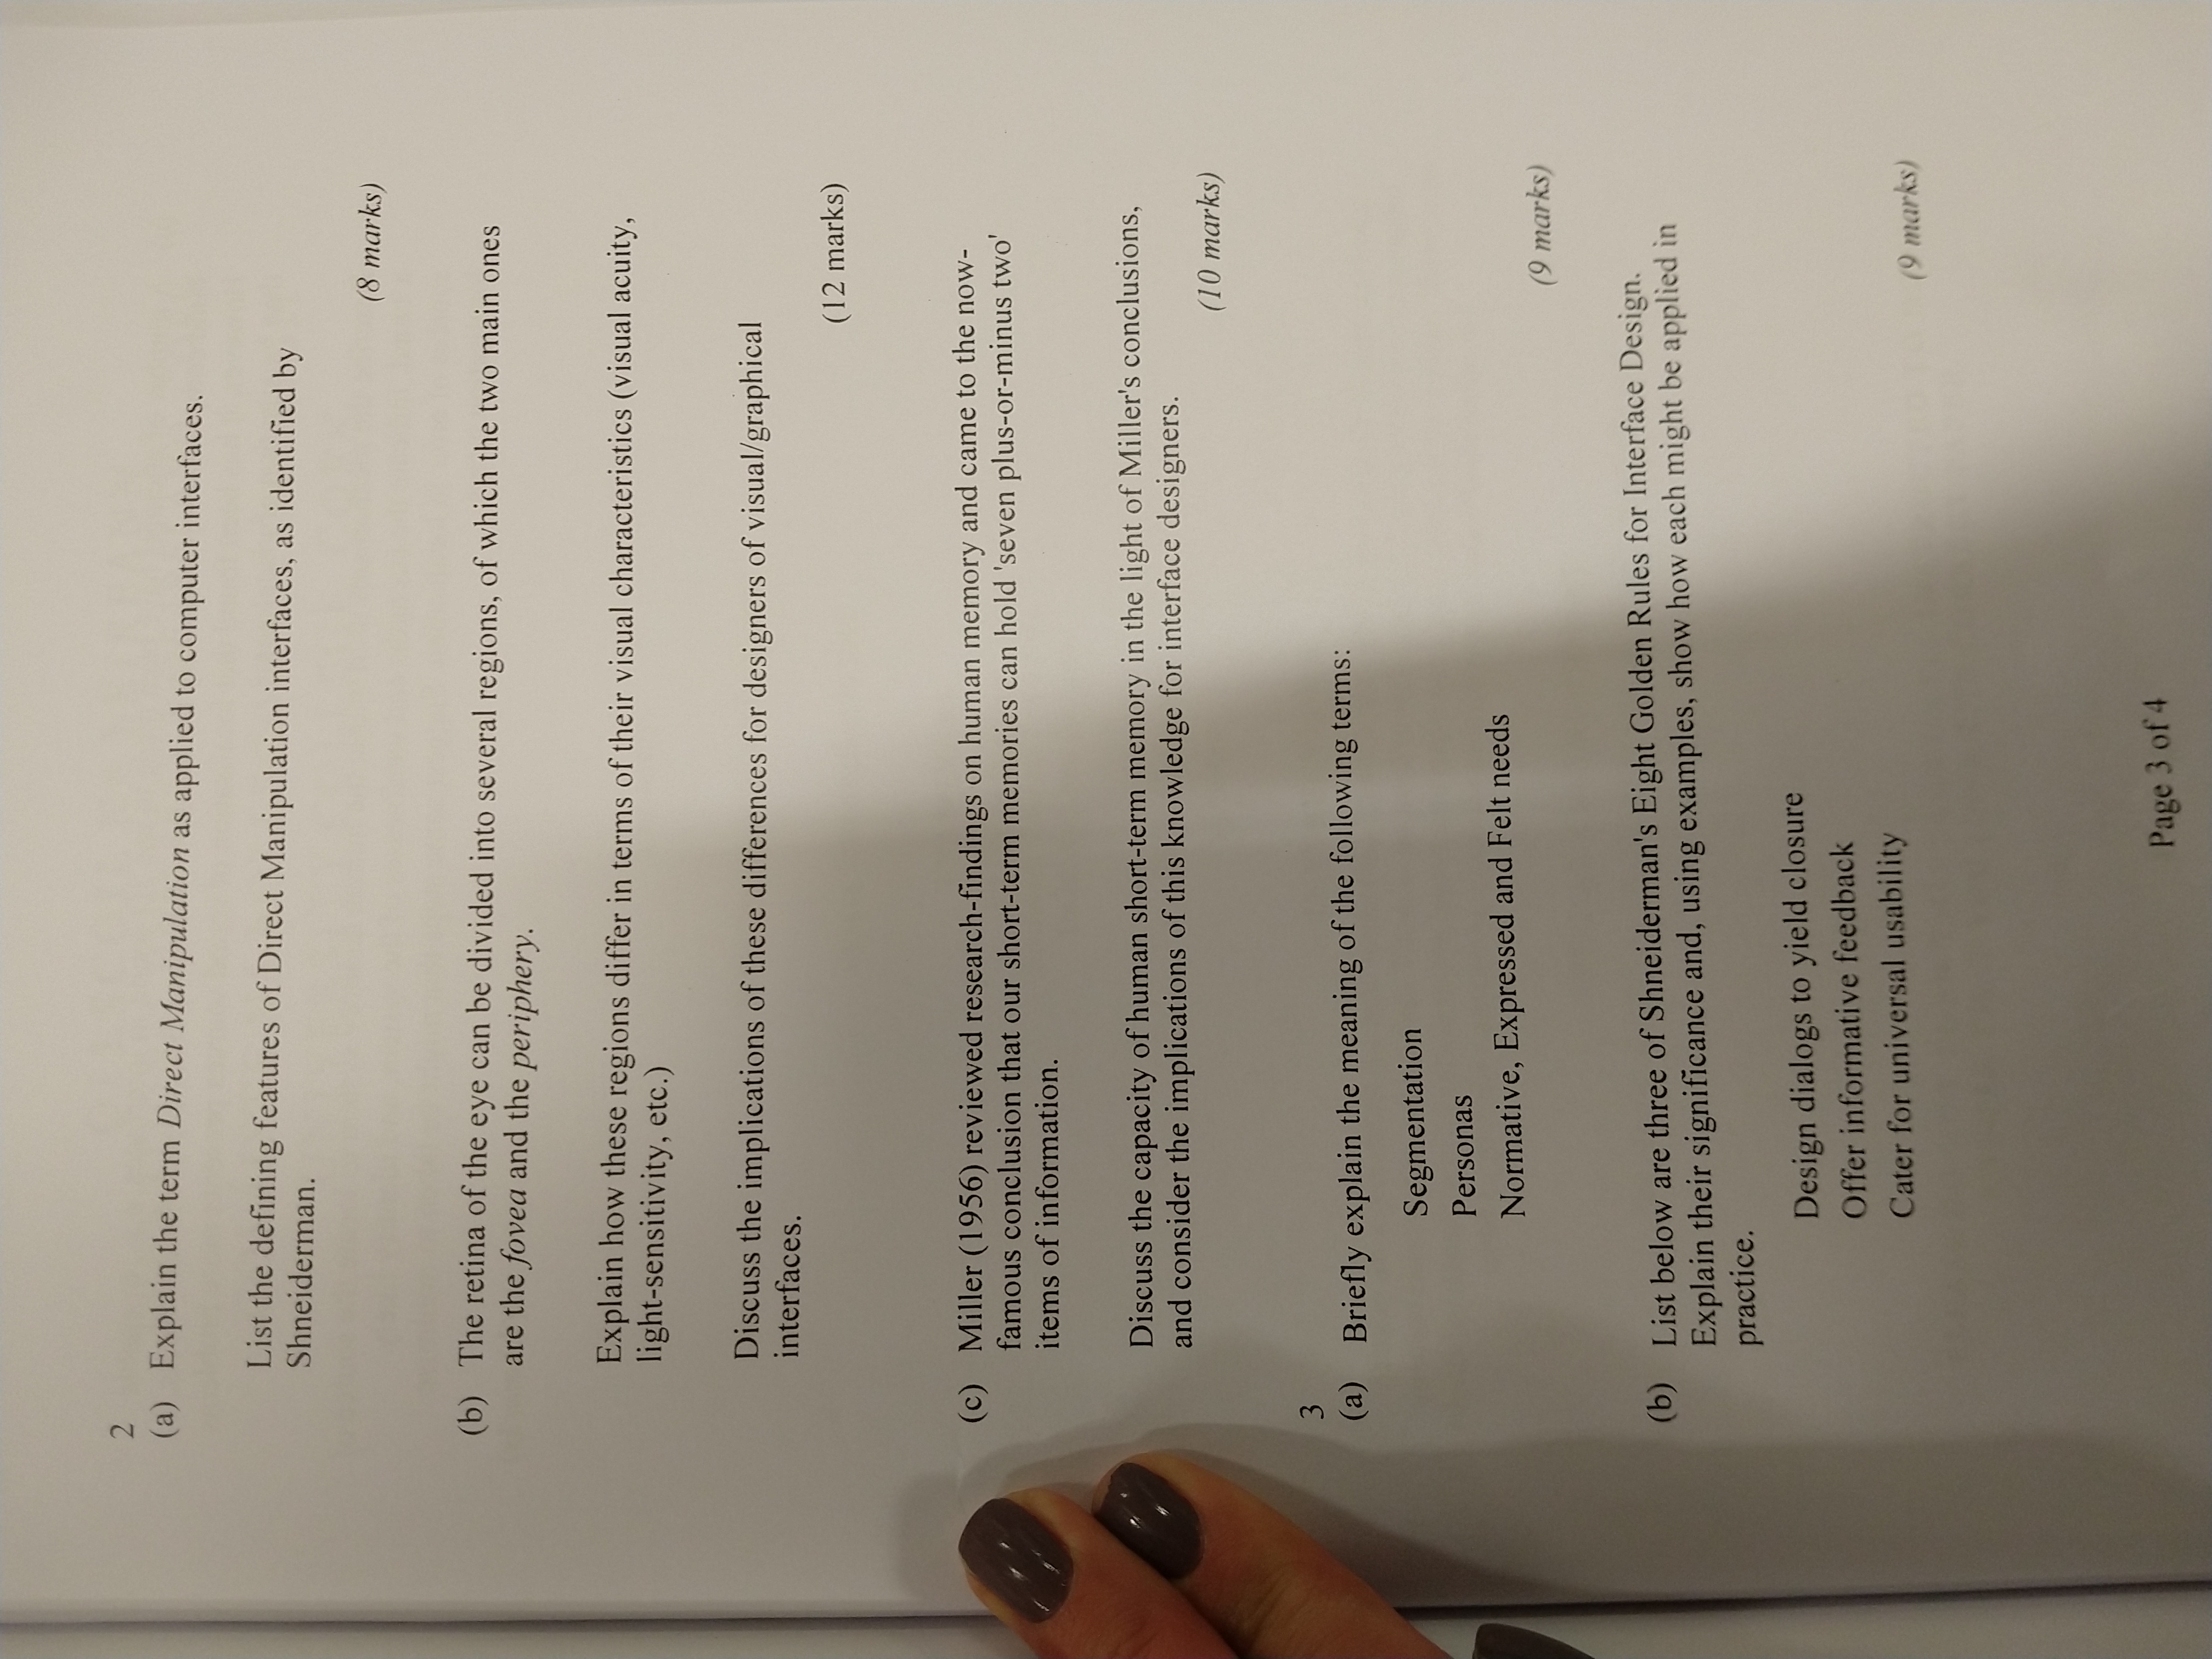 2
(a) Explain the term Direct Manipulation as applied to computer interfaces.
List the defining features of Direct Manipulation interfaces, as identified by
Shneiderman.
(8 marks)
(b) The retina of the eye can be divided into several regions, of which the two main ones
are the fovea and the periphery.
Explain how these regions differ in terms of their visual characteristics (visual acuity,
light-sensitivity, etc.)
Discuss the implications of these differences for designers of visual/graphical
interfaces.
(12 marks)
(c) Miller (1956) reviewed research-findings on human memory and came to the now-
famous conclusion that our short-term memories can hold 'seven plus-or-minus two'
items of information.
Discuss the capacity of human short-term memory in the light of Miller's conclusions,
and consider the implications of this knowledge for interface designers.
(10 marks)
3
(a) Briefly explain the meaning of the following terms:
Segmentation
Personas
Normative, Expressed and Felt needs
(9 marks)
(b) List below are three of Shneiderman's Eight Golden Rules for Interface Design.
Explain their significance and, using examples, show how each might be applied in
practice.
Design dialogs to yield closure
Offer informative feedback
Cater for universal usability
(9 marks)
Page 3 of 4